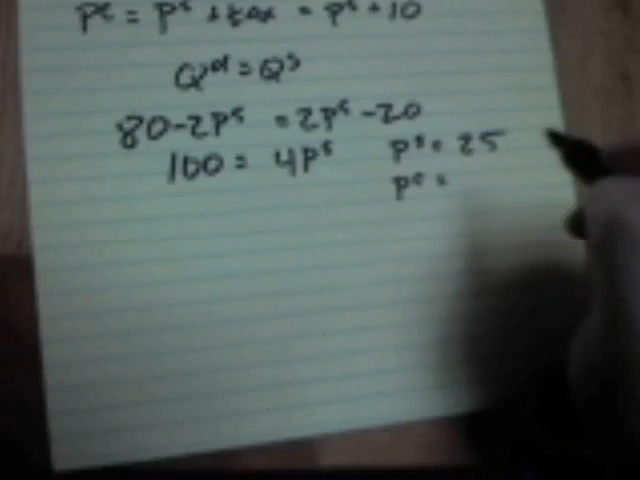 Pᶜ = Pˢ + tax = Pˢ + 10
Qᵈ = Qˢ
80-2Pˢ = 2Pˢ -20
100 = 4Pˢ Pˢ = 25
Pᶜ =